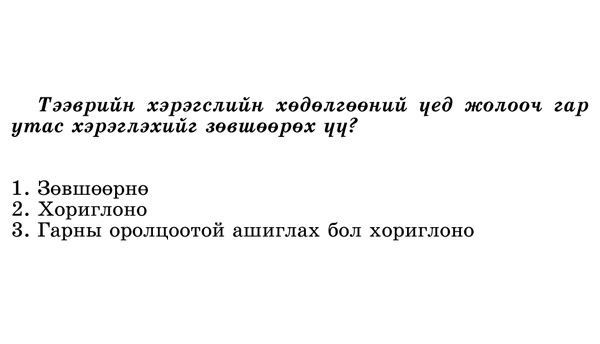 Тээврийн хэрэгслийн хөдөлгөөний үед жолооч гар
утас хэрэглэхийг зөвшөөрөх үү?
1. Зөвшөөрнө
2. Хориглоно
3. Гарны оролцоотой ашиглах бол хориглоно